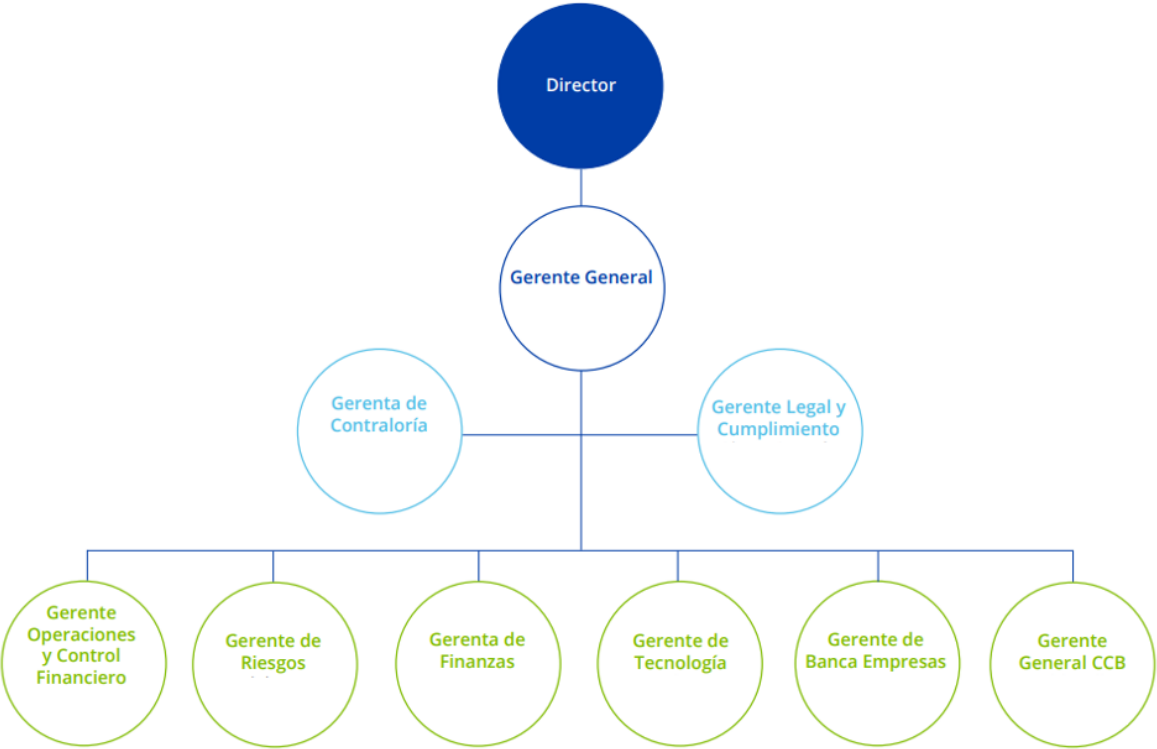 Director
Gerente General
Gerenta de
Contraloría
Gerente Legal y
Cumplimiento
Gerente
Operaciones
y Control
Financiero
Gerente de
Riesgos
Gerenta de
Finanzas
Gerente de
Tecnología
Gerente de
Banca Empresas
Gerente
General CCB